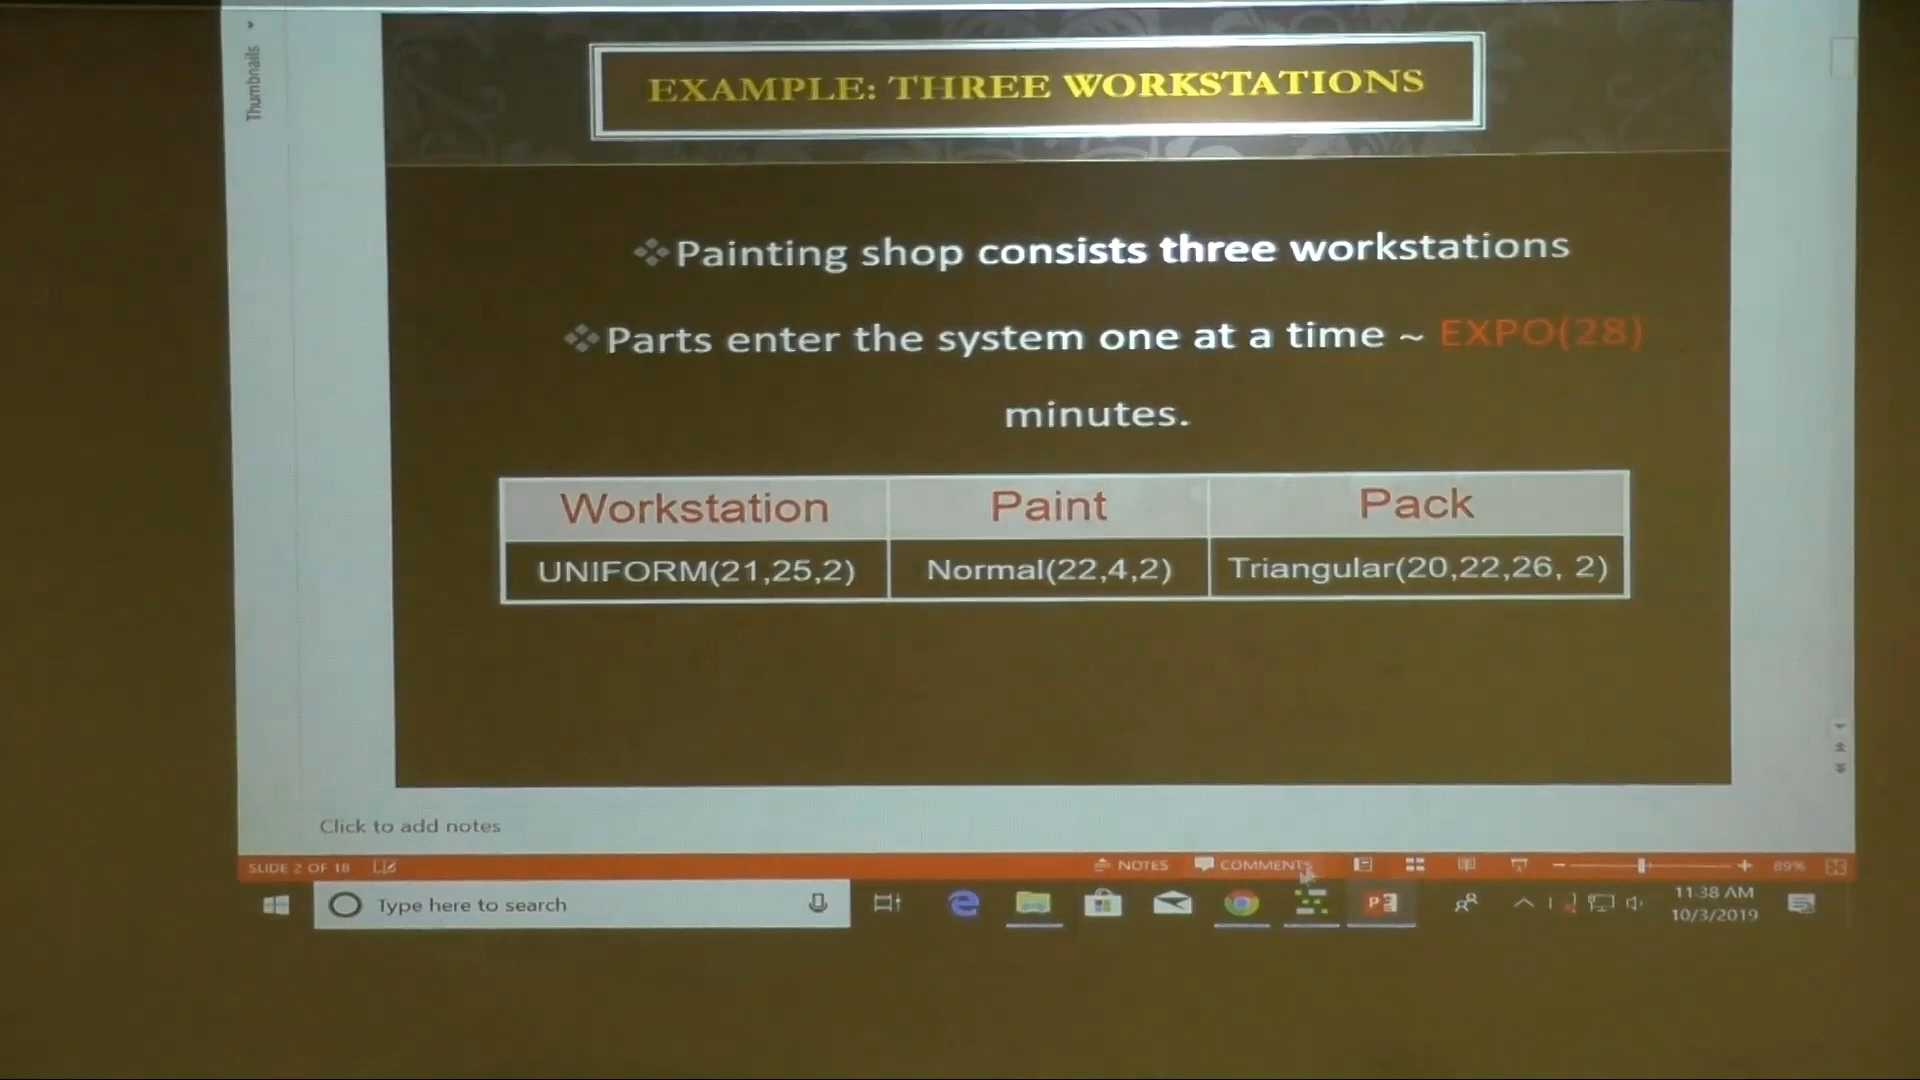 Thumbnails
EXAMPLE: THREE WORKSTATIONS
Painting shop consists three workstations
Parts enter the system one at a time ~ EXPO(28)
minutes.
Workstation Paint Pack
UNIFORM(21,25,2) Normal(22,4,2) Triangular(20,22,26, 2)
Click to add notes
SLIDE 2 OF 18 NOTES COMMENTS 89%
Type here to search
11:38 AM
10/3/2019